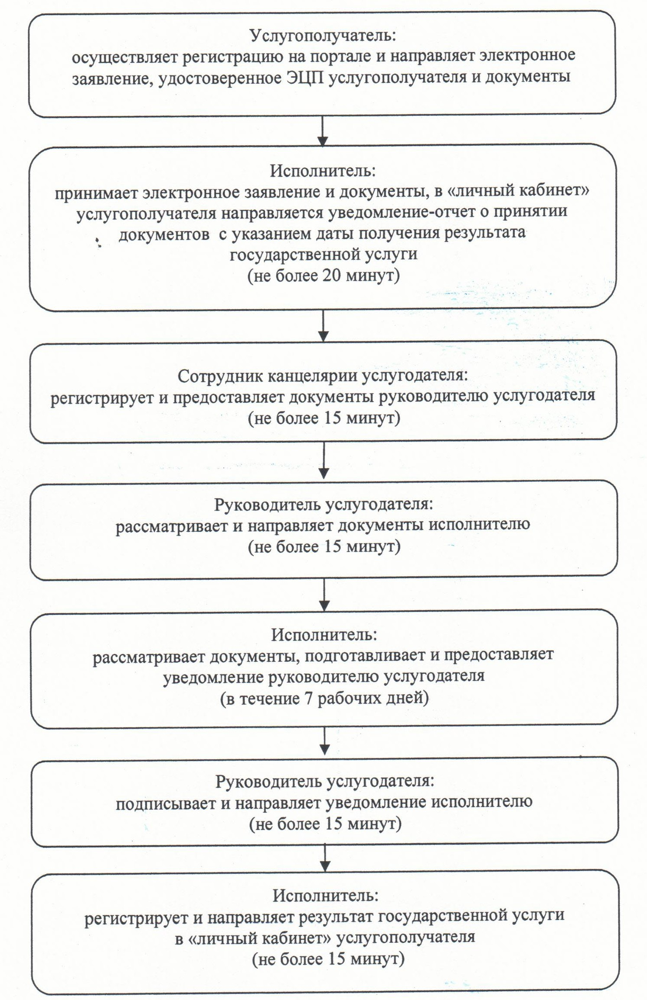 Услугополучатель:
осуществляет регистрацию на портале и направляет электронное
заявление, удостоверенное ЭЦП услугополучателя и документы
Исполнитель:
принимает электронное заявление и документы, в «личный кабинет»
услугополучателя направляется уведомление-отчет о принятии
документов с указанием даты получения результата
государственной услуги
(не более 20 минут)
Сотрудник канцелярии услугодателя:
регистрирует и предоставляет документы руководителю услугодателя
(не более 15 минут)
Руководитель услугодателя:
рассматривает и направляет документы исполнителю
(не более 15 минут)
Исполнитель:
рассматривает документы, подготавливает и предоставляет
уведомление руководителю услугодателя
(в течение 7 рабочих дней)
Руководитель услугодателя:
подписывает и направляет уведомление исполнителю
(не более 15 минут)
Исполнитель:
регистрирует и направляет результат государственной услуги
в «личный кабинет» услугополучателя
(не более 15 минут)